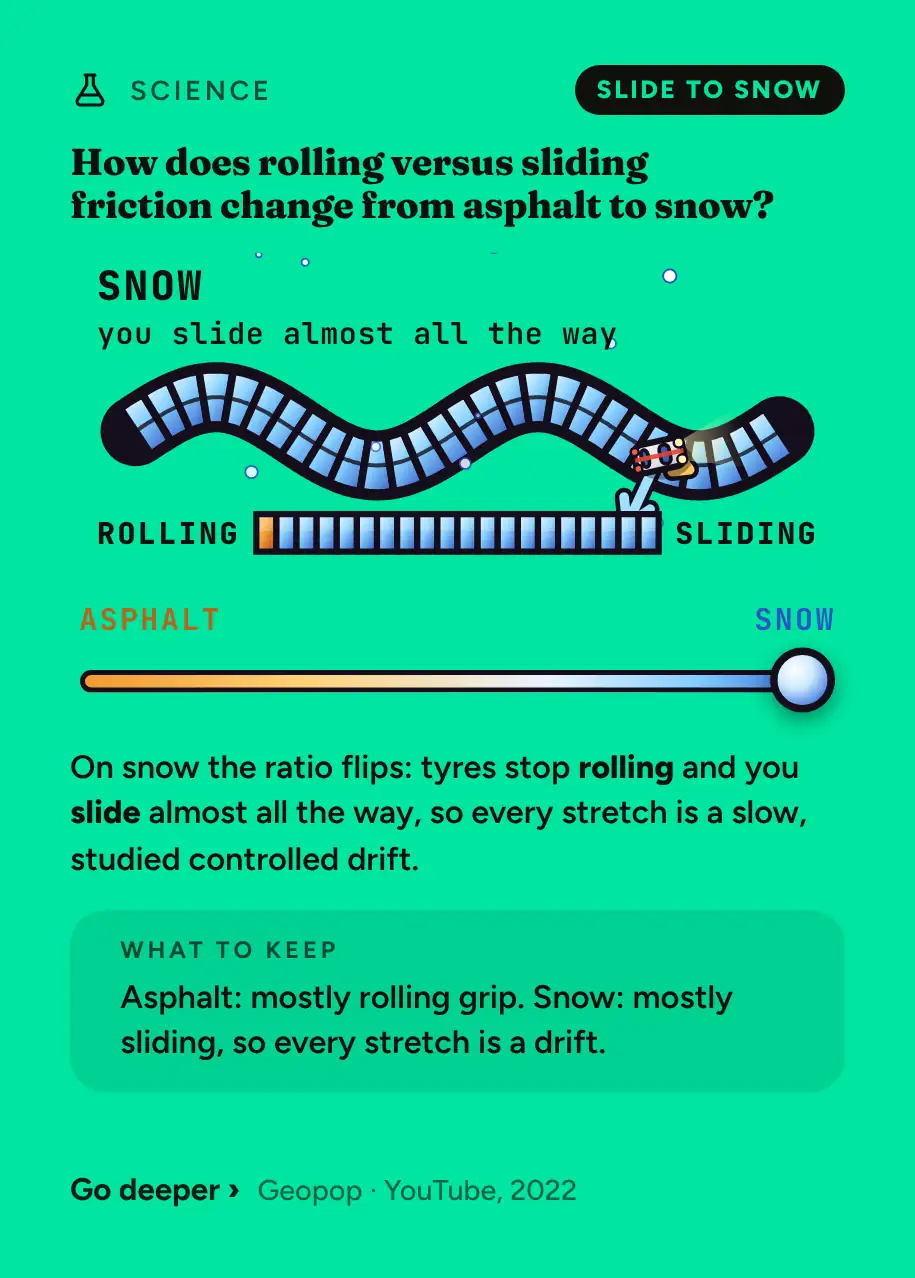 SCIENCE
SLIDE TO SNOW
How does rolling versus sliding
friction change from asphalt to snow?
SNOW
you slide almost all the way
ROLLING
SLIDING
ASPHALT
SNOW
On snow the ratio flips: tyres stop rolling and you
slide almost all the way, so every stretch is a slow,
studied controlled drift.
WHAT TO KEEP
Asphalt: mostly rolling grip. Snow: mostly
sliding, so every stretch is a drift.
Go deeper › Geopop · YouTube, 2022